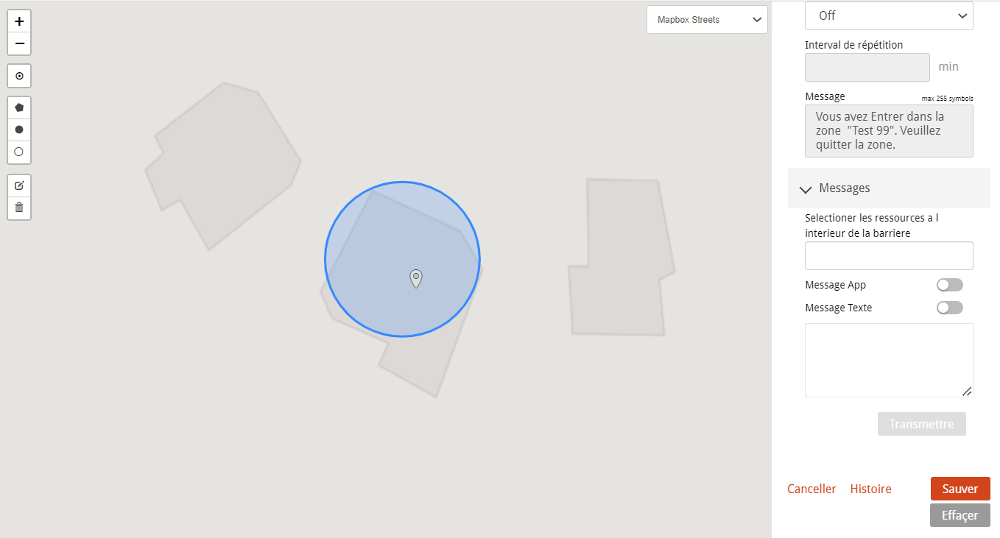 +
−
Mapbox Streets
Off
Interval de répétition
min
Message
max 255 symbols
Vous avez Entrer dans la
zone "Test 99". Veuillez
quitter la zone.
Messages
Selectioner les ressources a l
interieur de la barriere
Message App
Message Texte
Transmettre
Canceller
Histoire
Sauver
Effaçer